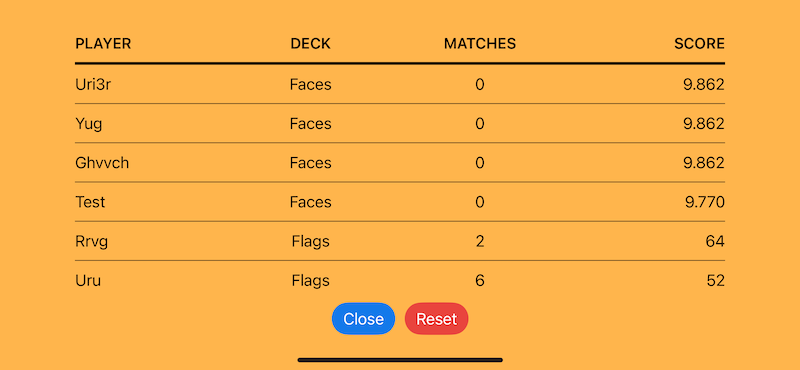 PLAYER DECK MATCHES SCORE
Uri3r Faces 0 9.862
Yug Faces 0 9.862
Ghvvch Faces 0 9.862
Test Faces 0 9.770
Rrvg Flags 2 64
Uru Flags 6 52
Close Reset